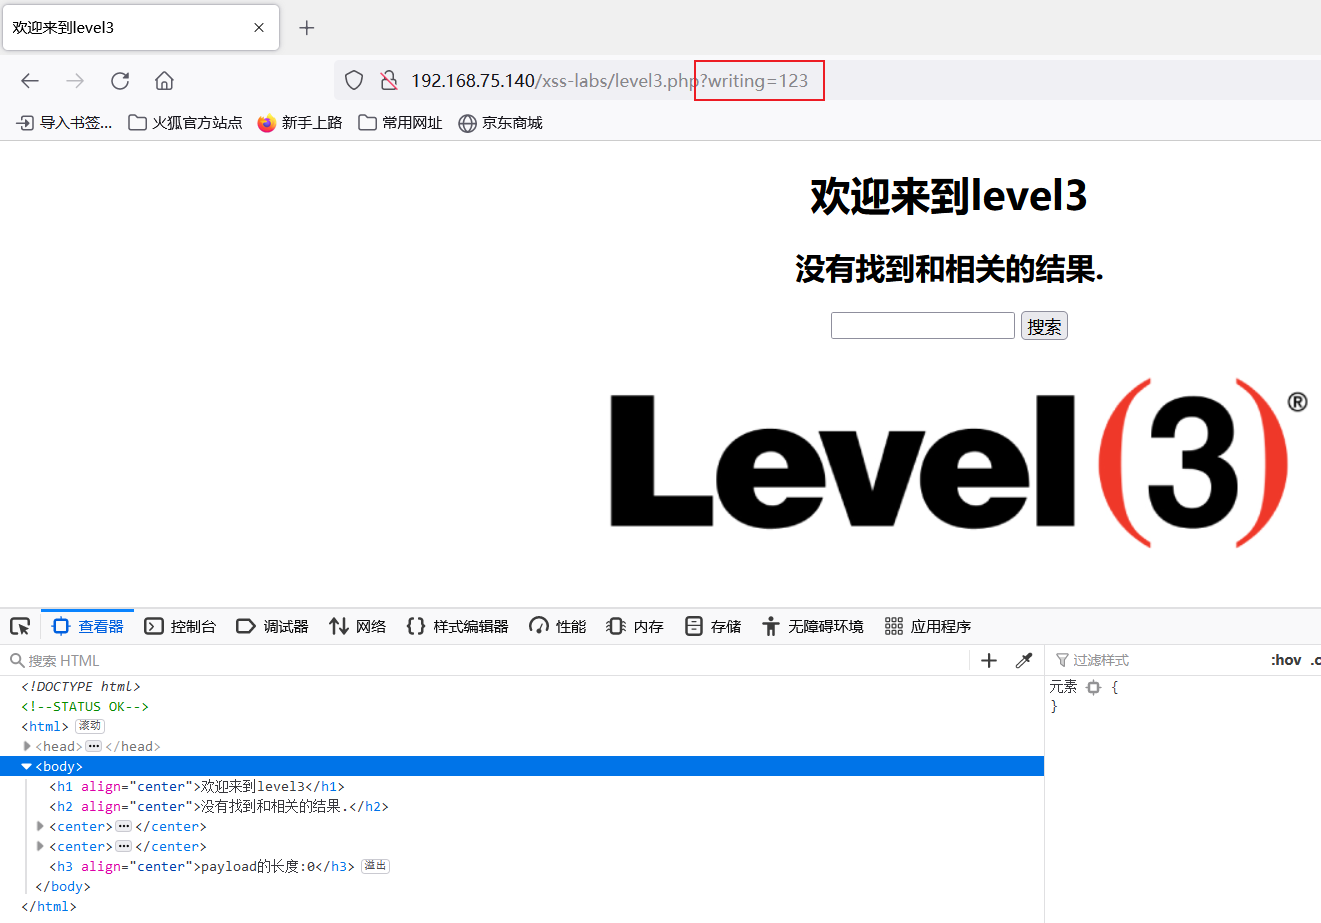 欢迎来到level3
192.168.75.140/xss-labs/level3.php?writing=123
导入书签... 火狐官方站点 新手上路 常用网址 京东商城
欢迎来到level3
没有找到和相关的结果.
搜索
Level(3)®
查看器 控制台 调试器 网络 样式编辑器 性能 内存 存储 无障碍环境 应用程序
搜索 HTML
过滤样式 :hov .c
<!DOCTYPE html>
<!--STATUS OK-->
<html> 滚动
<head>···</head>
<body>
<h1 align="center">欢迎来到level3</h1>
<h2 align="center">没有找到和相关的结果.</h2>
<center>···</center>
<center>···</center>
<h3 align="center">payload的长度:0</h3> 溢出
</body>
</html>
元素 {
}